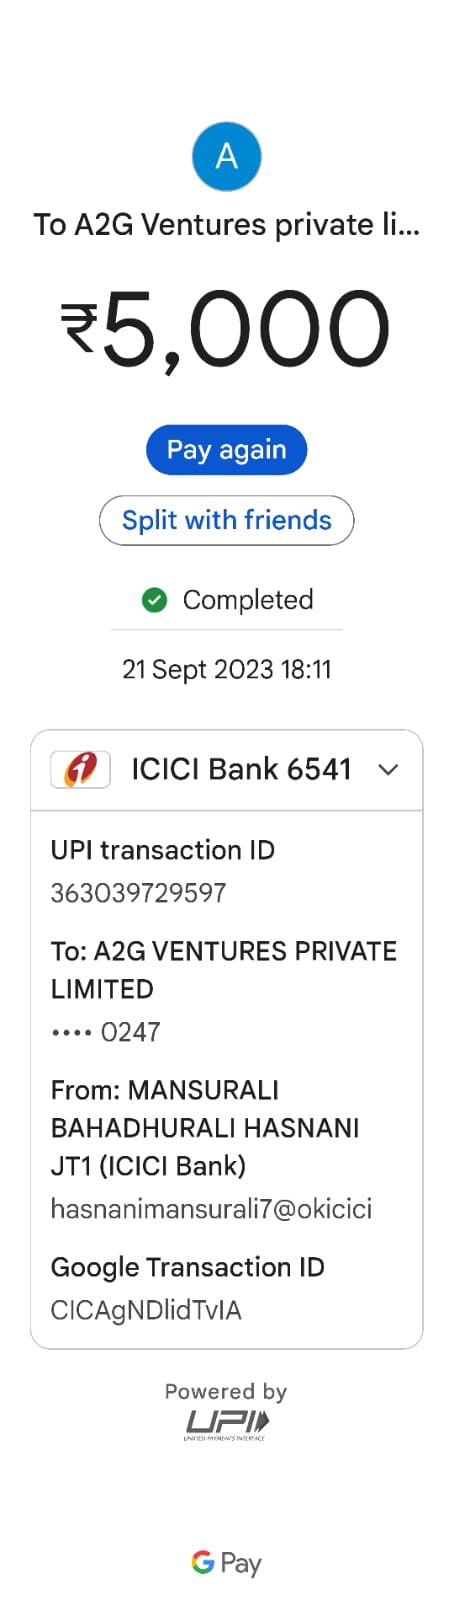 A
To A2G Ventures private li...
₹5,000
Pay again
Split with friends
Completed
21 Sept 2023 18:11
ICICI Bank 6541
UPI transaction ID
363039729597
To: A2G VENTURES PRIVATE
LIMITED
•••• 0247
From: MANSURALI
BAHADHURALI HASNANI
JT1 (ICICI Bank)
hasnanimansurali7@okicici
Google Transaction ID
CICAgNDlidTvIA
Powered by
UPI
UNIFIED PAYMENTS INTERFACE
G Pay